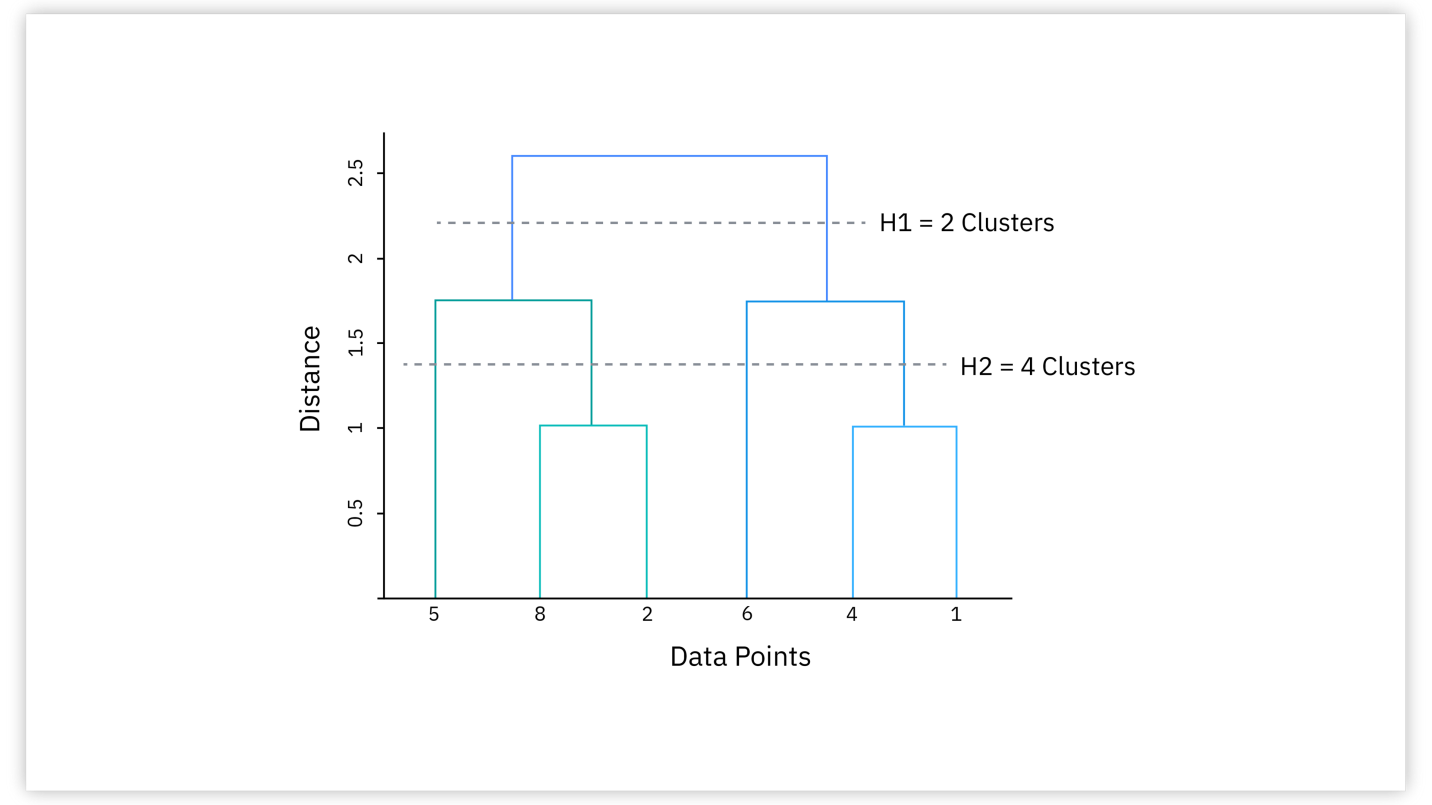 2.5
H1 = 2 Clusters
2
1.5
H2 = 4 Clusters
Distance
1
0.5
5 8 2 6 4 1
Data Points